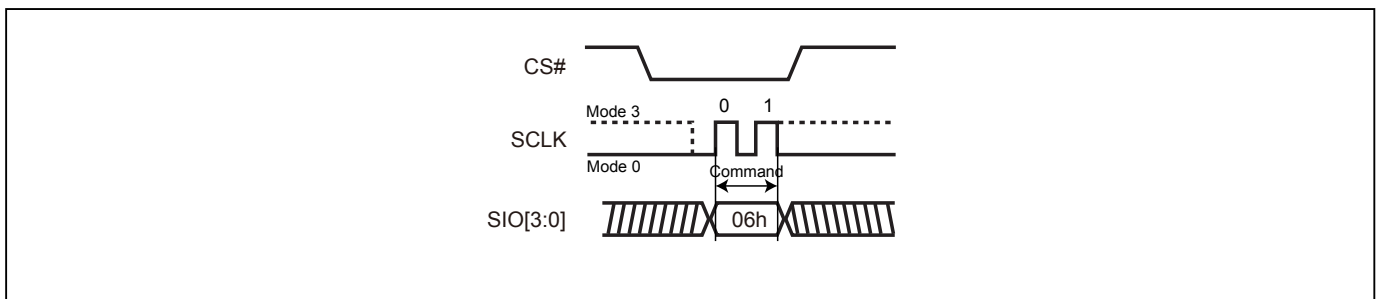 CS#
Mode 3
0 1
SCLK
Mode 0
Command
SIO[3:0]
06h